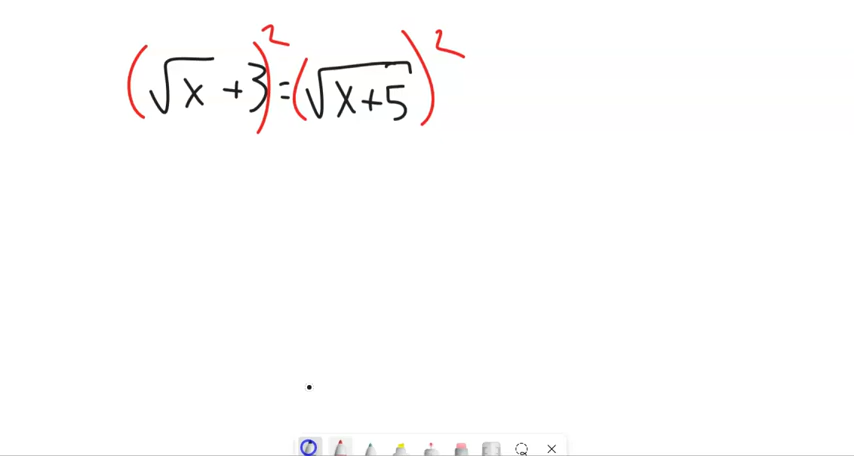 (√x + 3)² = (√(x+5))²